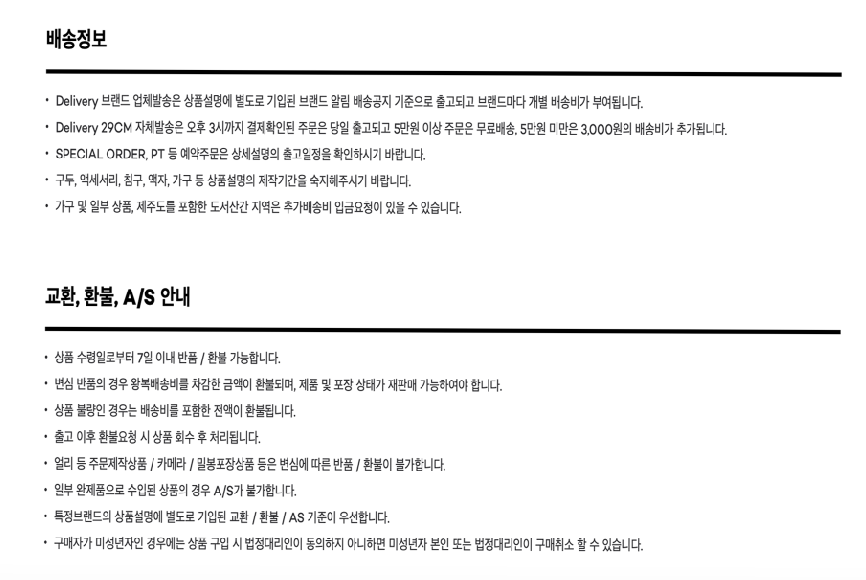 배송정보
• Delivery 브랜드 업체발송은 상품설명에 별도로 기입된 브랜드 알림 배송공지 기준으로 출고되고 브랜드마다 개별 배송비가 부여됩니다.
• Delivery 29CM 자체발송은 오후 3시까지 결제확인된 주문은 당일 출고되고 5만원 이상 주문은 무료배송, 5만원 미만은 3,000원의 배송비가 추가됩니다.
• SPECIAL ORDER, PT 등 예약주문은 상세설명의 출고일정을 확인하시기 바랍니다.
• 구두, 악세서리, 침구, 액자, 가구 등 상품설명의 제작기간을 숙지해주시기 바랍니다.
• 가구 및 일부 상품, 제주도를 포함한 도서산간 지역은 추가배송비 입금요청이 있을 수 있습니다.
교환, 환불, A/S 안내
• 상품 수령일로부터 7일 이내 반품 / 환불 가능합니다.
• 변심 반품의 경우 왕복배송비를 차감한 금액이 환불되며, 제품 및 포장 상태가 재판매 가능하여야 합니다.
• 상품 불량인 경우는 배송비를 포함한 전액이 환불됩니다.
• 출고 이후 환불요청 시 상품 회수 후 처리됩니다.
• 얼리 등 주문제작상품 / 카메라 / 밀봉포장상품 등은 변심에 따른 반품 / 환불이 불가합니다.
• 일부 완제품으로 수입된 상품의 경우 A/S가 불가합니다.
• 특정브랜드의 상품설명에 별도로 기입된 교환 / 환불 / AS 기준이 우선합니다.
• 구매자가 미성년자인 경우에는 상품 구입 시 법정대리인이 동의하지 아니하면 미성년자 본인 또는 법정대리인이 구매취소 할 수 있습니다.